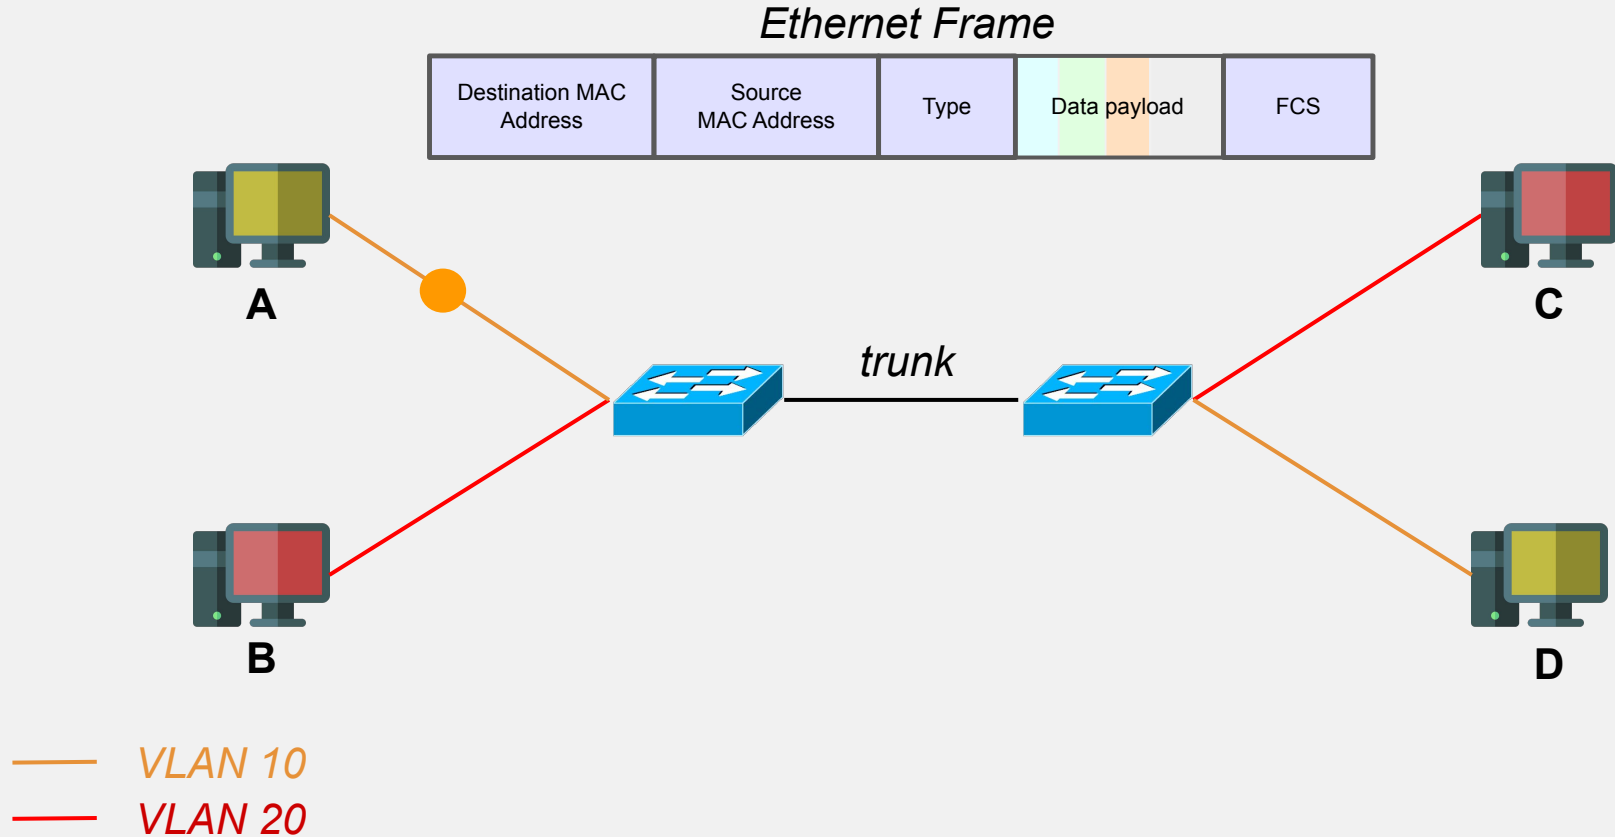 Ethernet Frame
Destination MAC
Address
Source
MAC Address
Type
Data payload
FCS
A
C
trunk
B
D
VLAN 10
VLAN 20